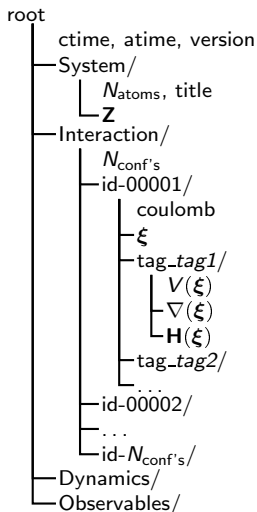 root
ctime, atime, version
System/
N_atoms, title
Z
Interaction/
N_conf's
id-00001/
coulomb
ξ
tag_tag1/
V(ξ)
∇(ξ)
H(ξ)
tag_tag2/
...
id-00002/
...
id-N_conf's/
Dynamics/
Observables/